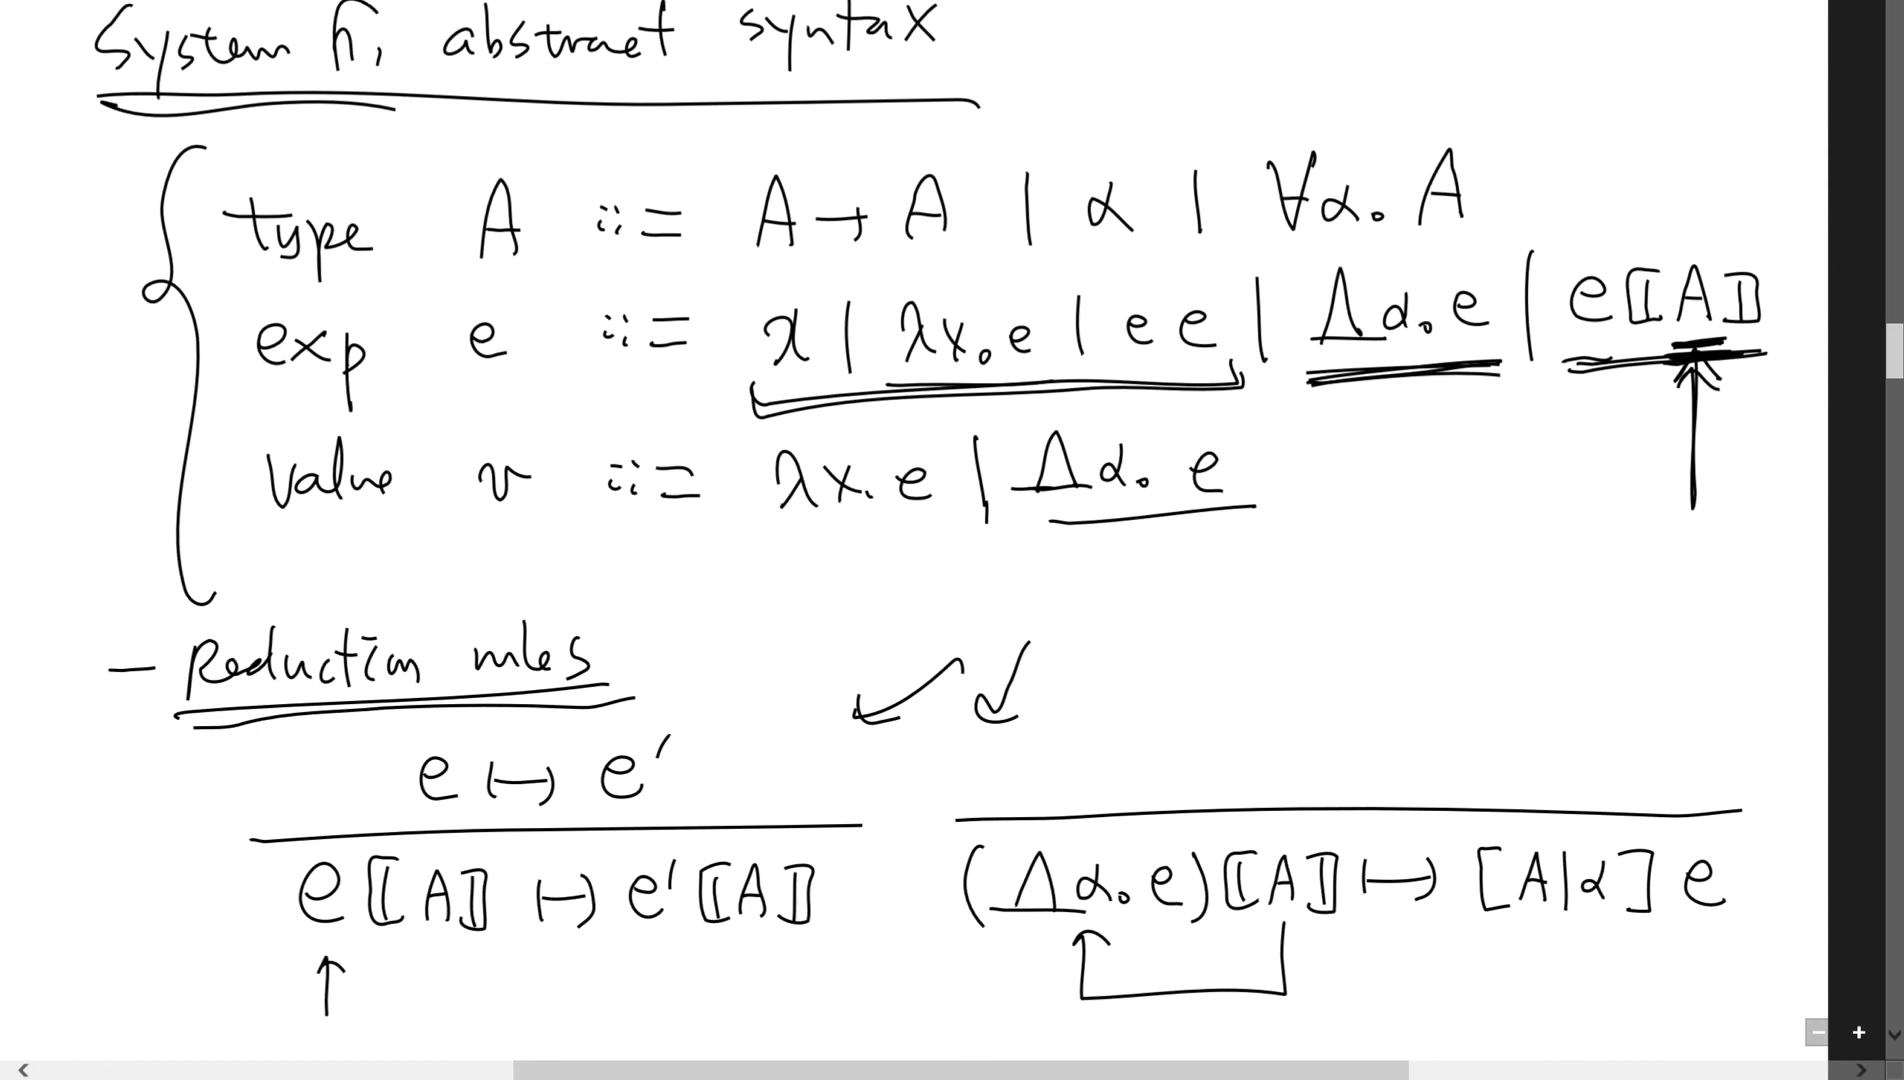 System F, abstract syntax
type A ::= A → A | α | ∀α. A
exp e ::= x | λx. e | e e | Λα. e | e⟦A⟧
value v ::= λx. e | Λα. e
- Reduction rules
e ↦ e'
e⟦A⟧ ↦ e'⟦A⟧ (Λα. e)⟦A⟧ ↦ [A/α] e